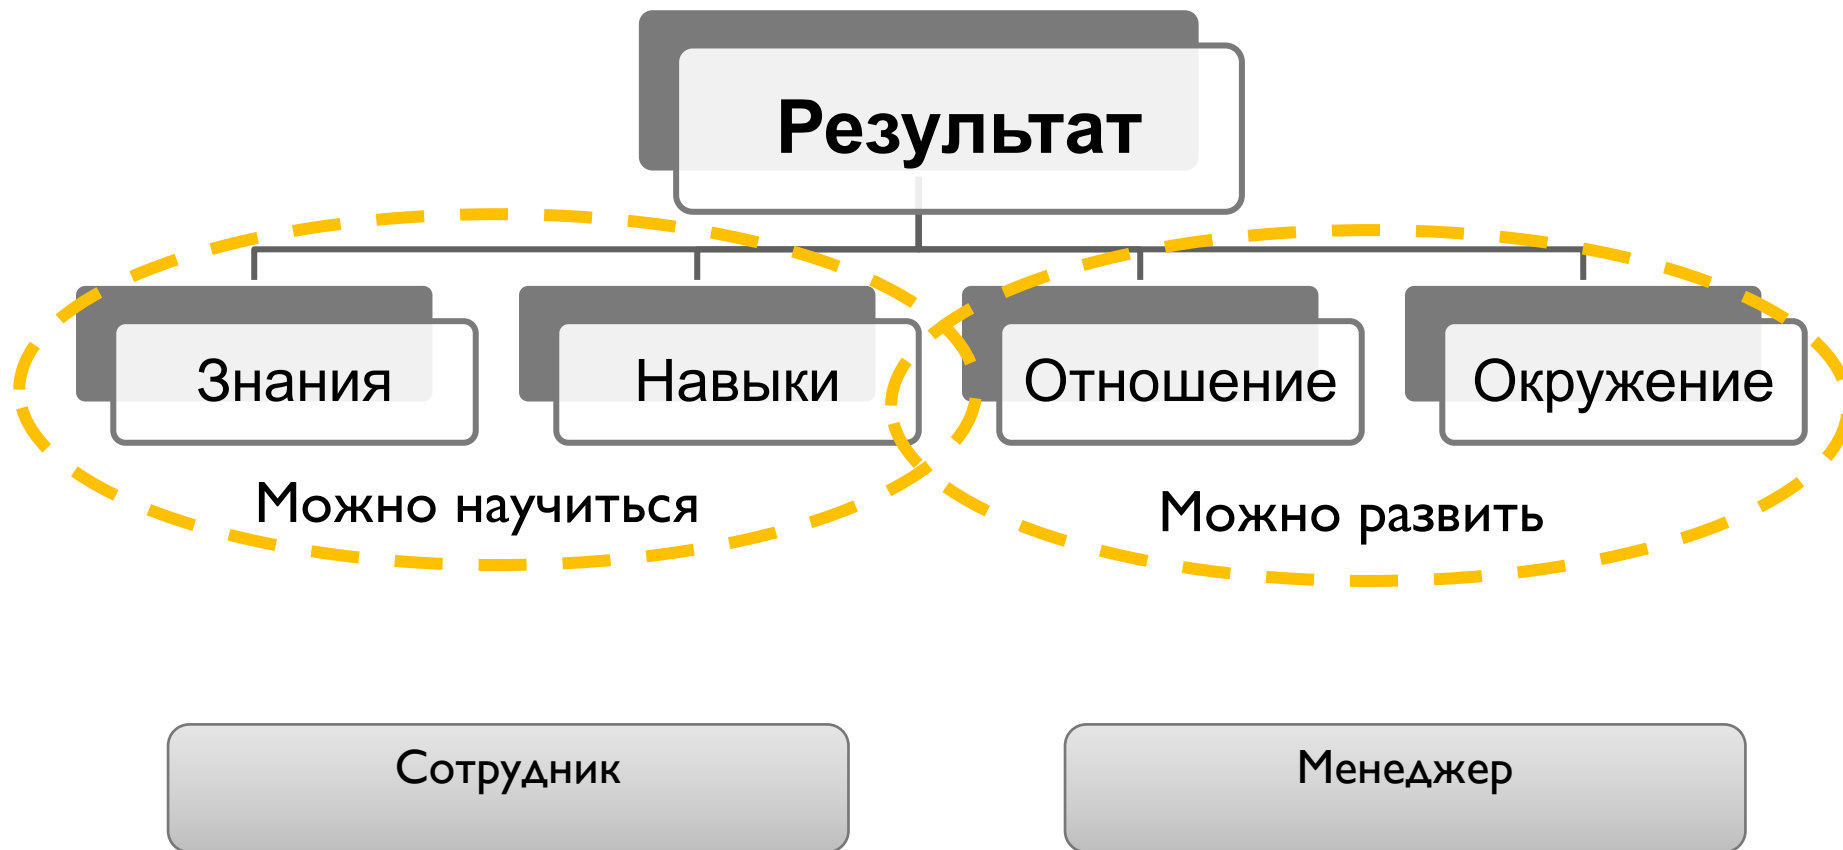 Результат
Знания
Навыки
Отношение
Окружение
Можно научиться
Можно развить
Сотрудник
Менеджер